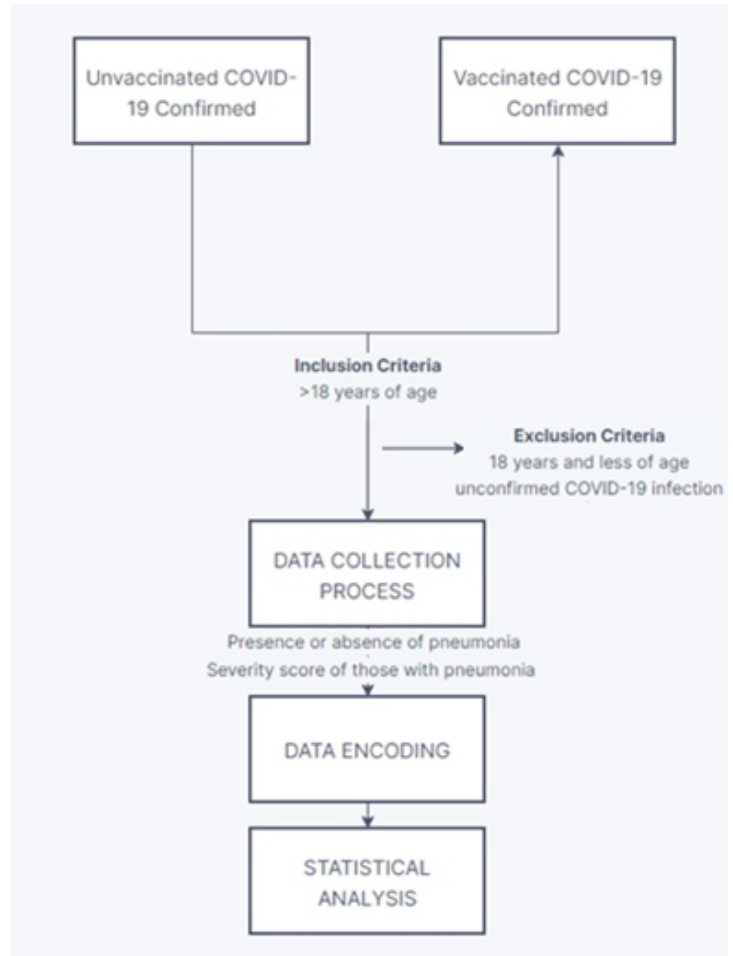 Unvaccinated COVID-
19 Confirmed
Vaccinated COVID-19
Confirmed
Inclusion Criteria
>18 years of age
Exclusion Criteria
18 years and less of age
unconfirmed COVID-19 infection
DATA COLLECTION
PROCESS
Presence or absence of pneumonia
Severity score of those with pneumonia
DATA ENCODING
STATISTICAL
ANALYSIS